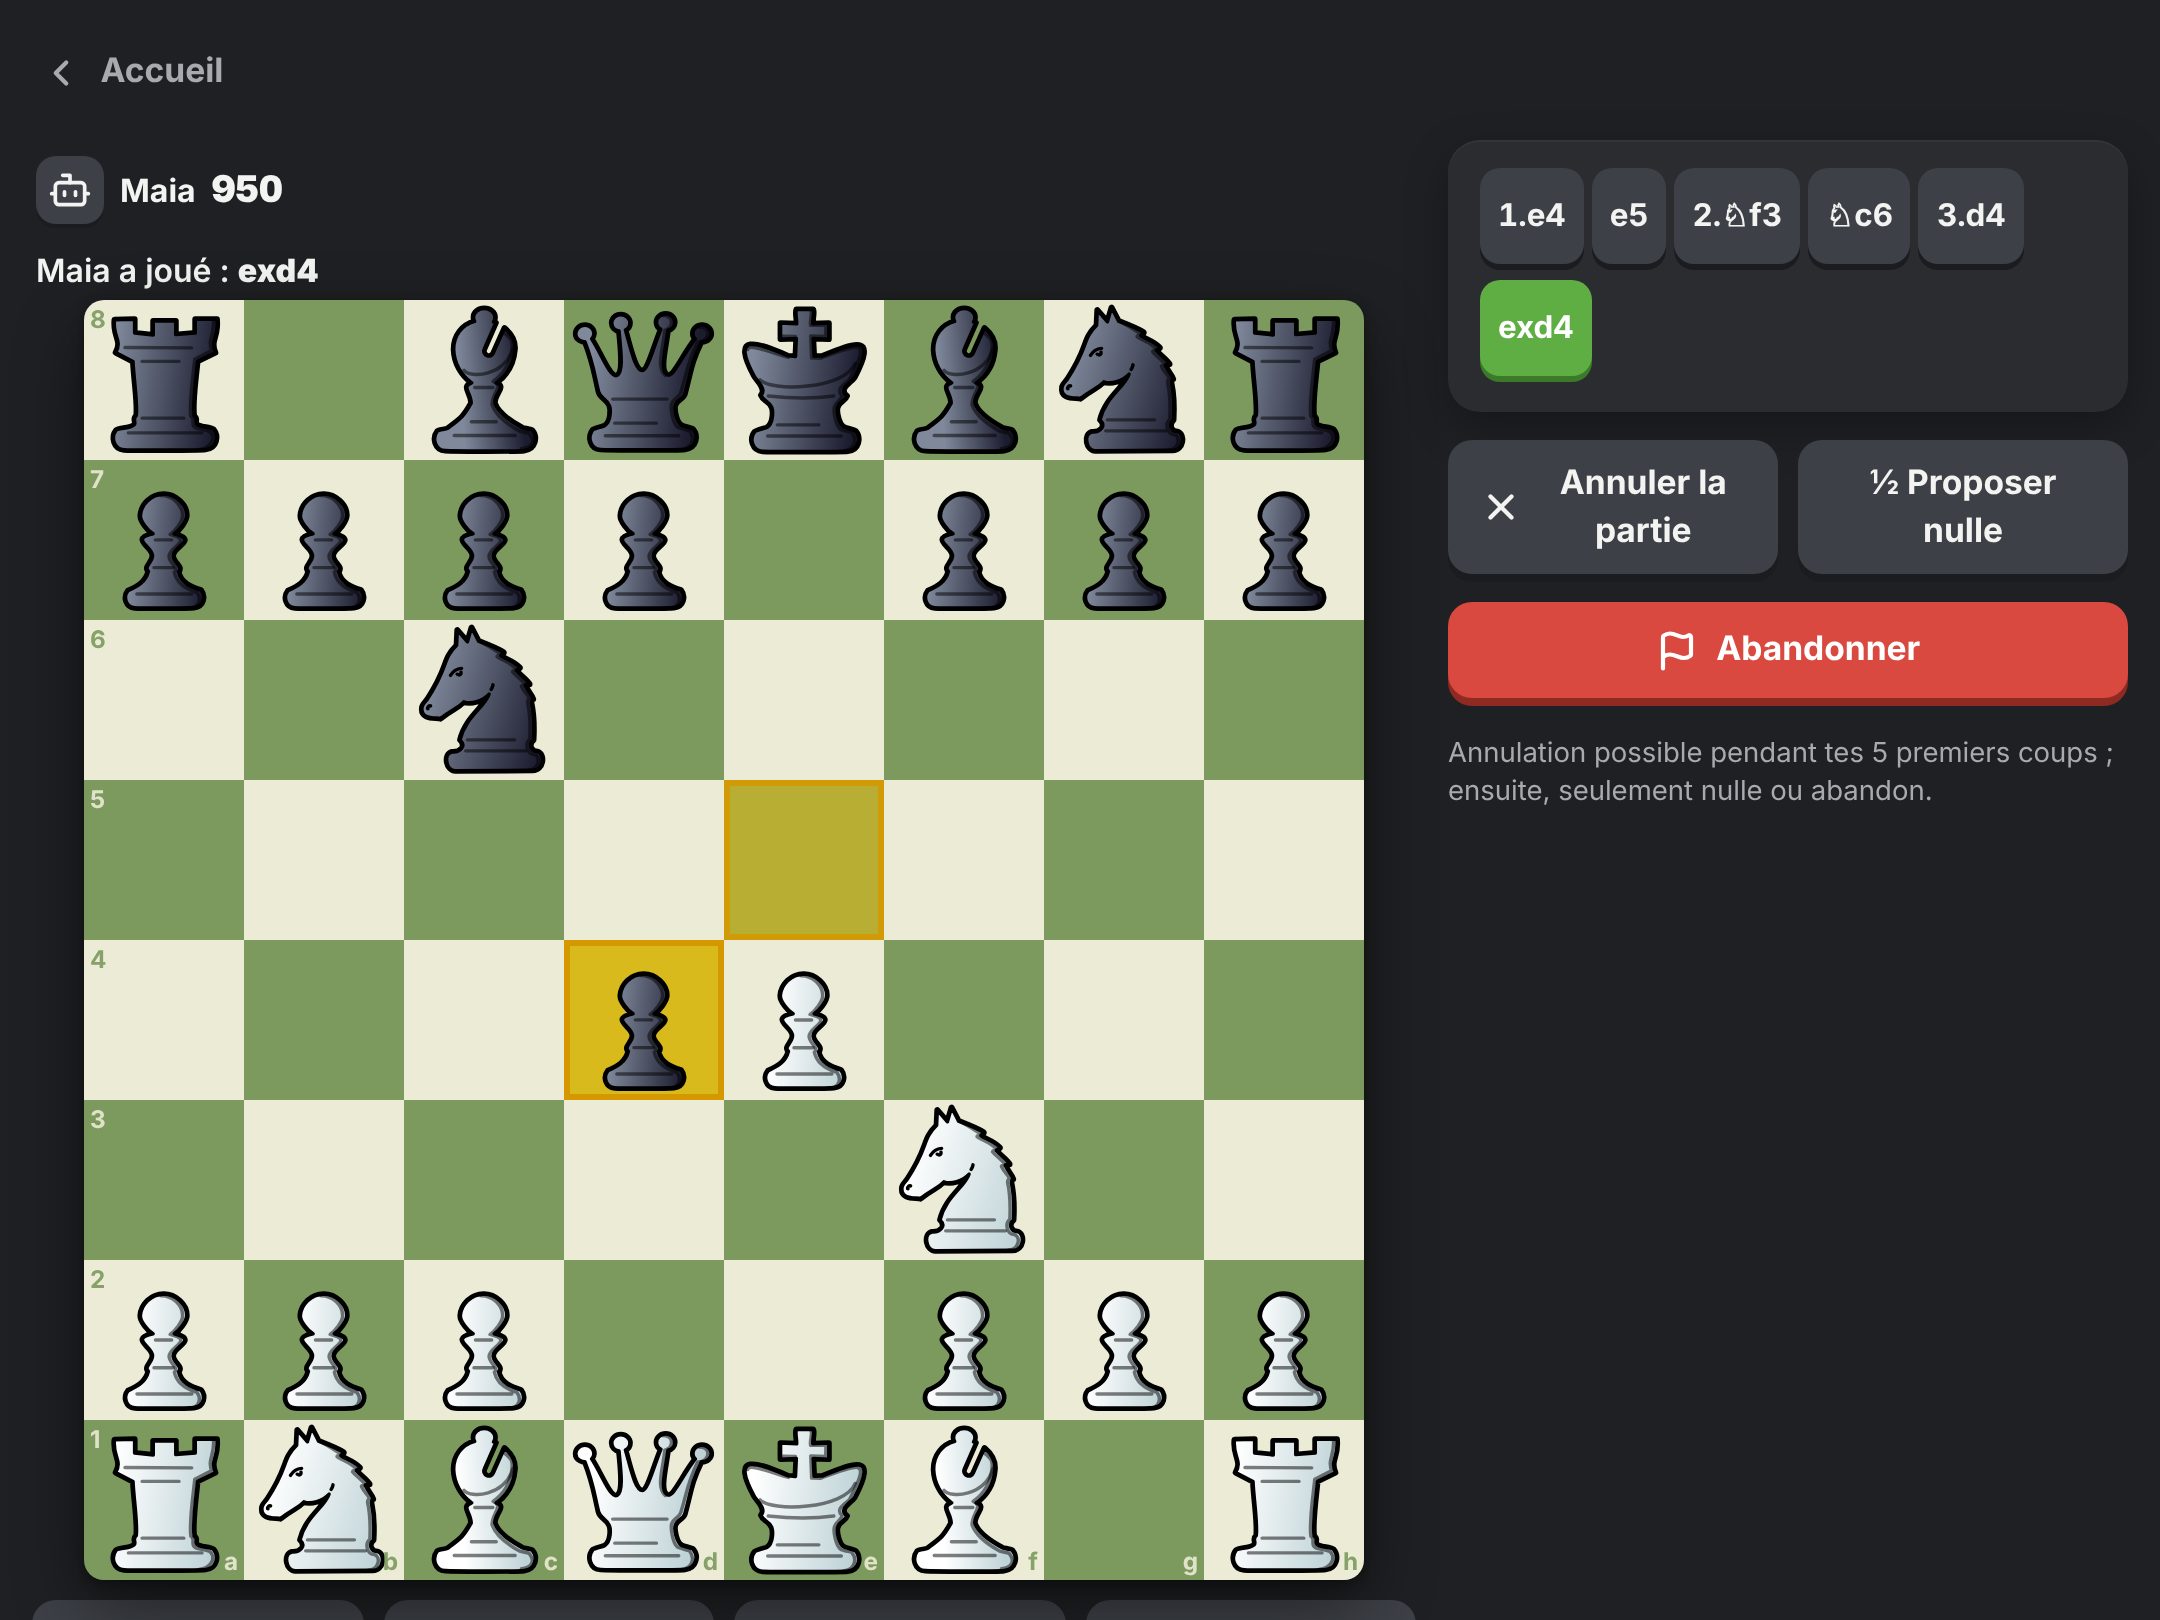 Accueil
Maia 950
Maia a joué : exd4
8
7
6
5
4
3
2
1
a b c d e f g h
1.e4 e5 2.♘f3 ♘c6 3.d4
exd4
Annuler la
partie
½ Proposer
nulle
Abandonner
Annulation possible pendant tes 5 premiers coups ;
ensuite, seulement nulle ou abandon.